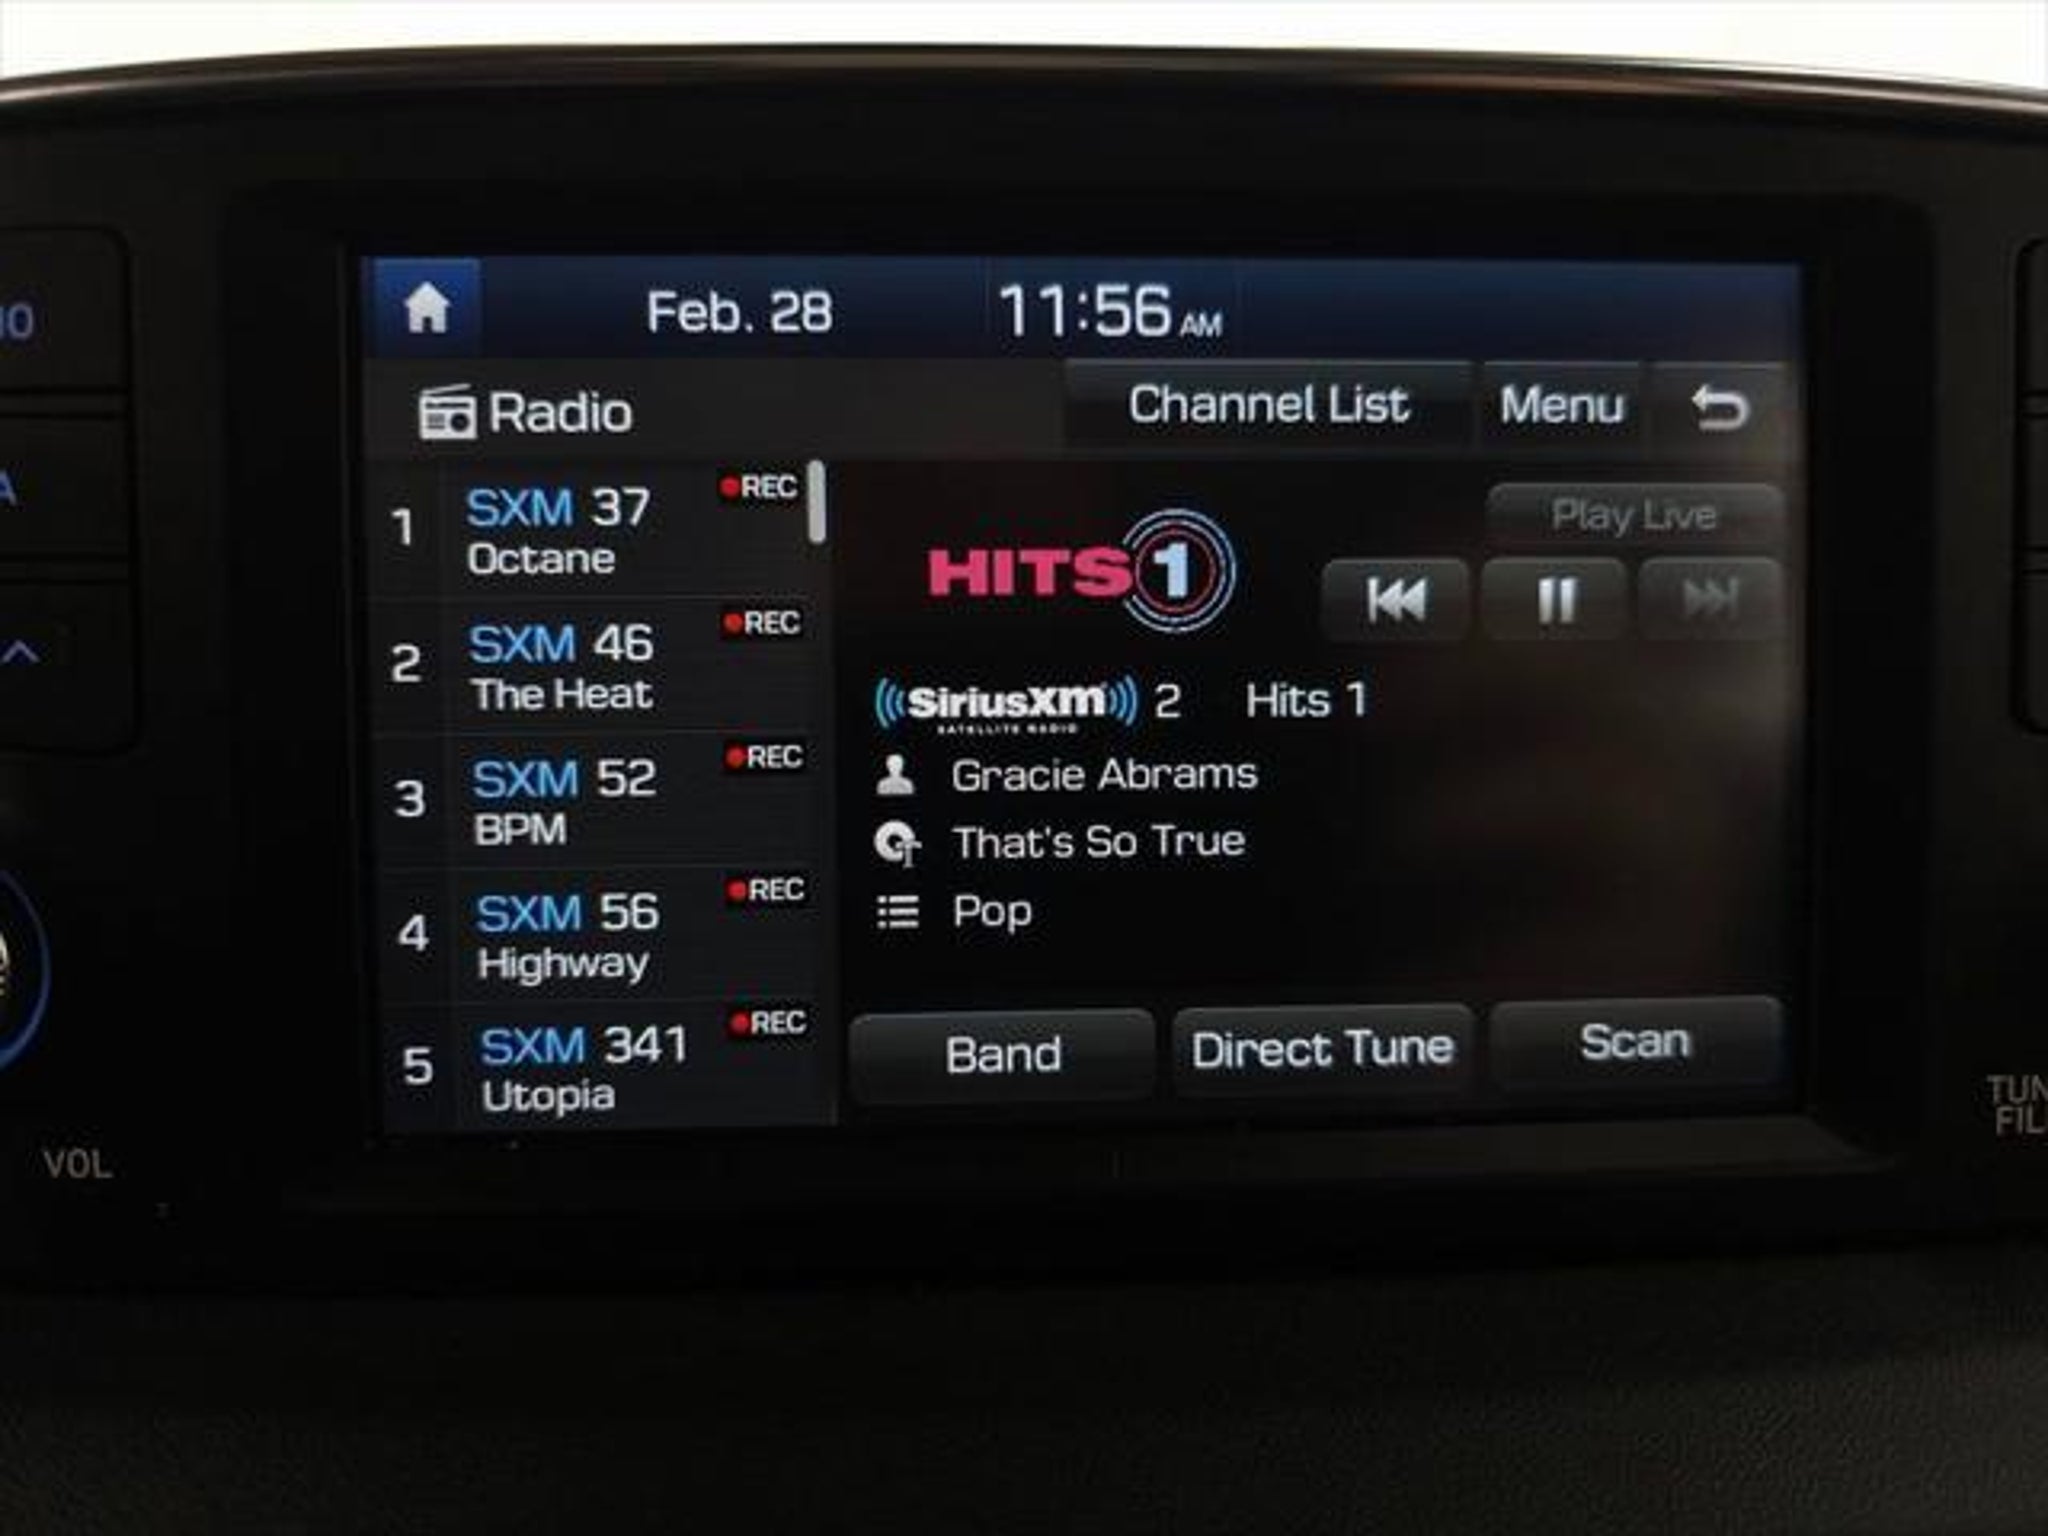 Feb. 28 11:56 AM
Radio Channel List Menu
1 SXM 37 REC
Octane
2 SXM 46 REC
The Heat
3 SXM 52 REC
BPM
4 SXM 56 REC
Highway
5 SXM 341 REC
Utopia
Play Live
HITS 1
SiriusXM 2 Hits 1
SATELLITE RADIO
Gracie Abrams
That's So True
Pop
Band Direct Tune Scan
VOL